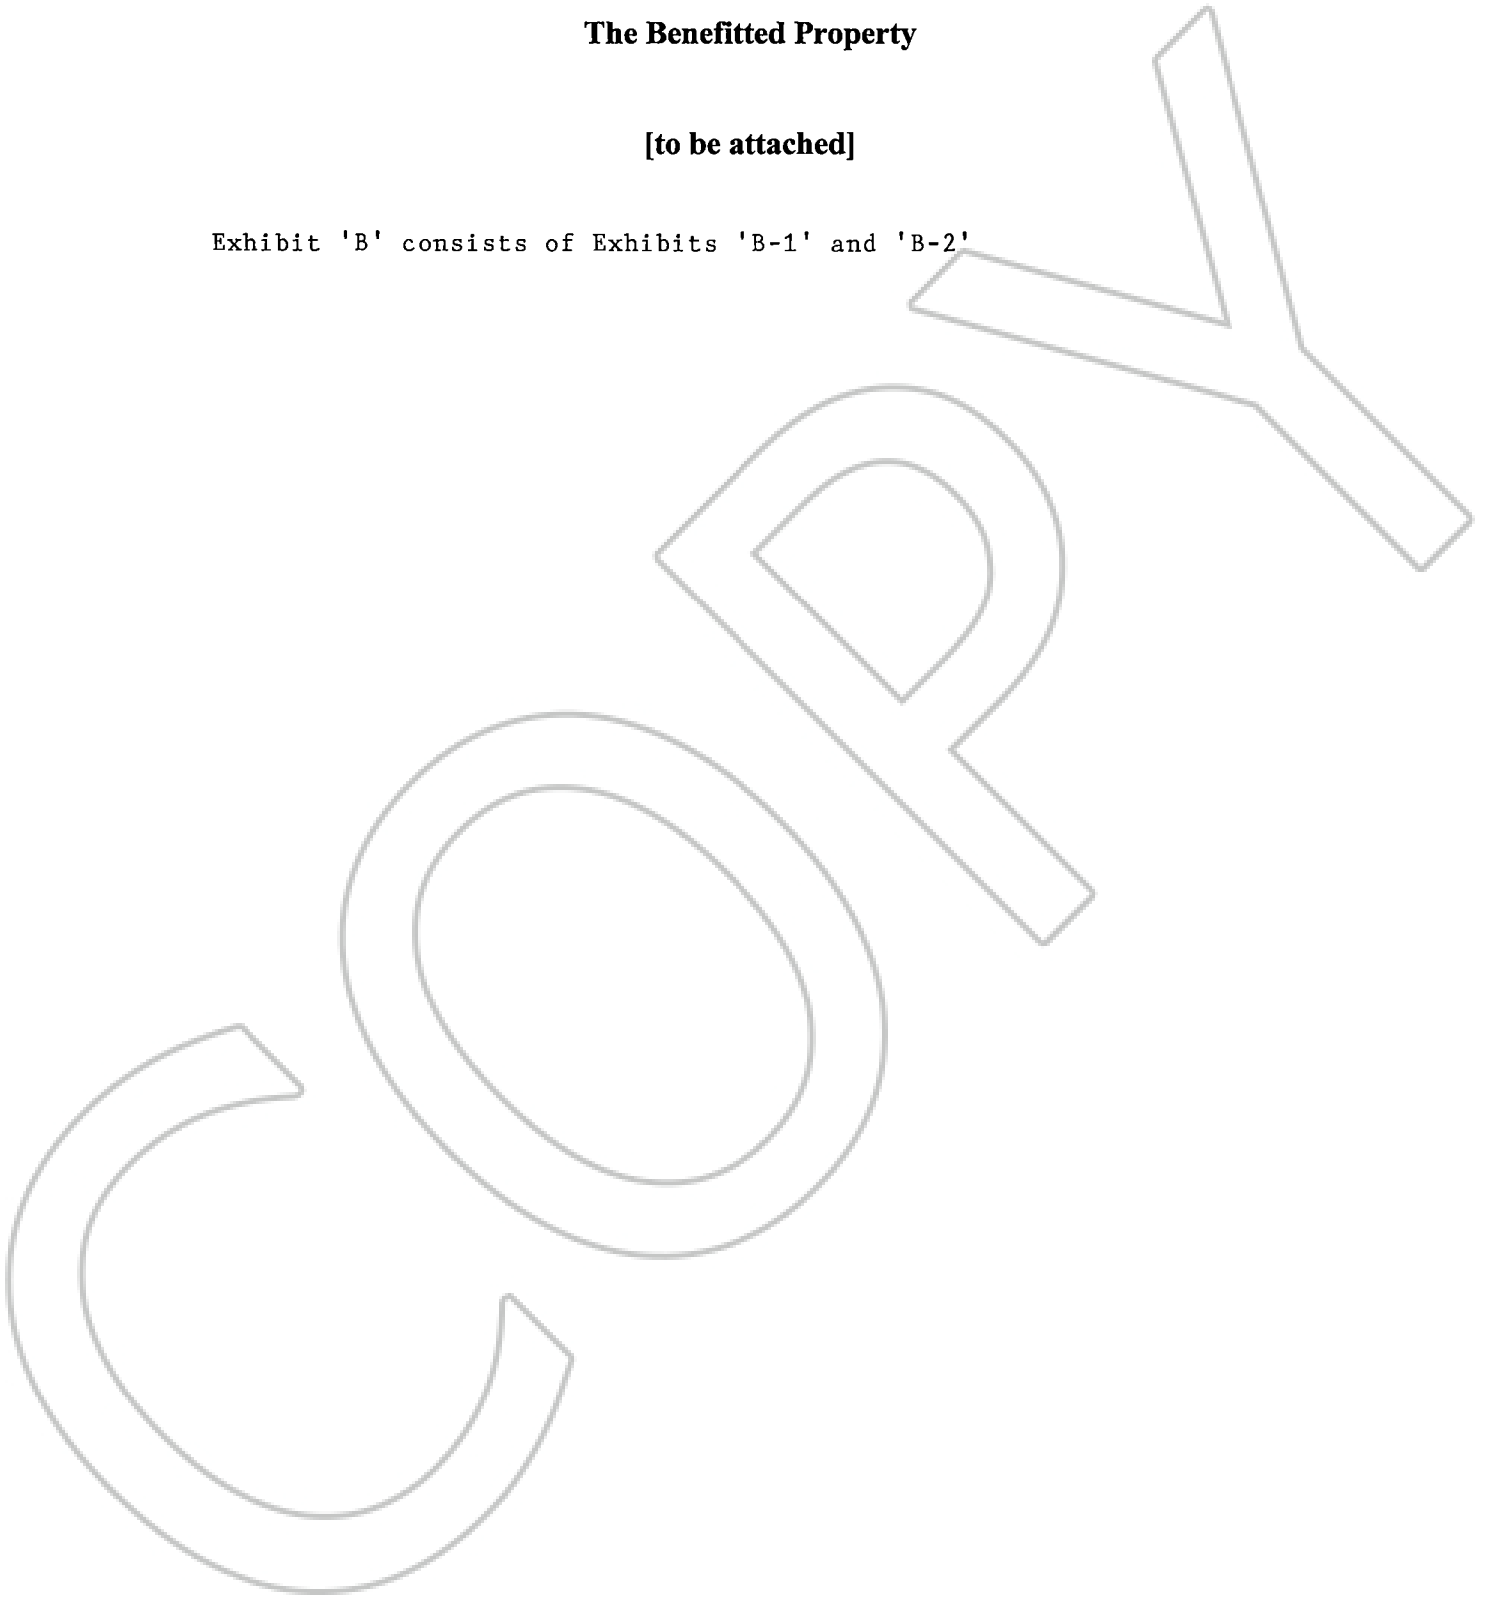 The Benefitted Property
[to be attached]
Exhibit 'B' consists of Exhibits 'B-1' and 'B-2'
COPY